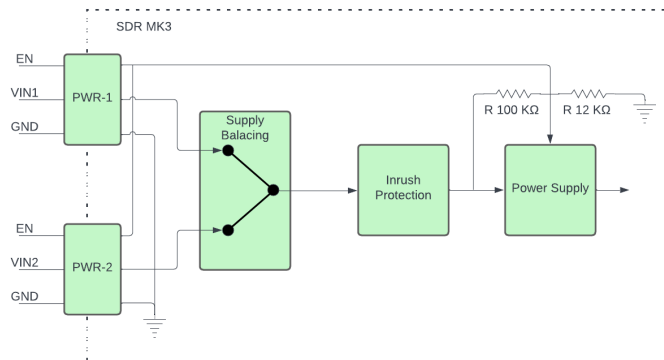 SDR MK3
EN
VIN1
GND
PWR-1
Supply
Balacing
R 100 KΩ
R 12 KΩ
Inrush
Protection
Power Supply
EN
VIN2
GND
PWR-2